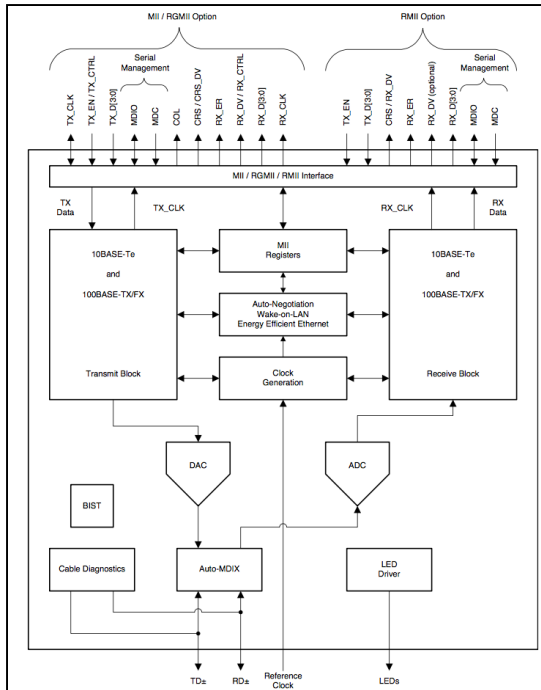 MII / RGMII Option
RMII Option
Serial
Management
Serial
Management
TX_CLK
TX_EN / TX_CTRL
TX_D[3:0]
MDIO
MDC
COL
CRS / CRS_DV
RX_ER
RX_DV / RX_CTRL
RX_D[3:0]
RX_CLK
TX_EN
TX_D[3:0]
CRS / RX_DV
RX_ER
RX_DV (optional)
RX_D[3:0]
MDIO
MDC
MII / RGMII / RMII Interface
TX
Data
TX_CLK
RX_CLK
RX
Data
10BASE-Te
and
100BASE-TX/FX
Transmit Block
MII
Registers
Auto-Negotiation
Wake-on-LAN
Energy Efficient Ethernet
Clock
Generation
10BASE-Te
and
100BASE-TX/FX
Receive Block
DAC
ADC
BIST
Cable Diagnostics
Auto-MDIX
LED
Driver
TD±
RD±
Reference
Clock
LEDs